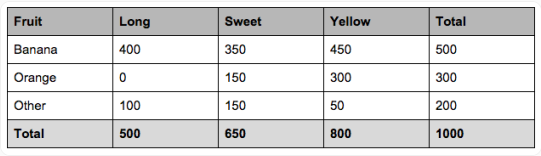 Fruit Long Sweet Yellow Total
Banana 400 350 450 500
Orange 0 150 300 300
Other 100 150 50 200
Total 500 650 800 1000